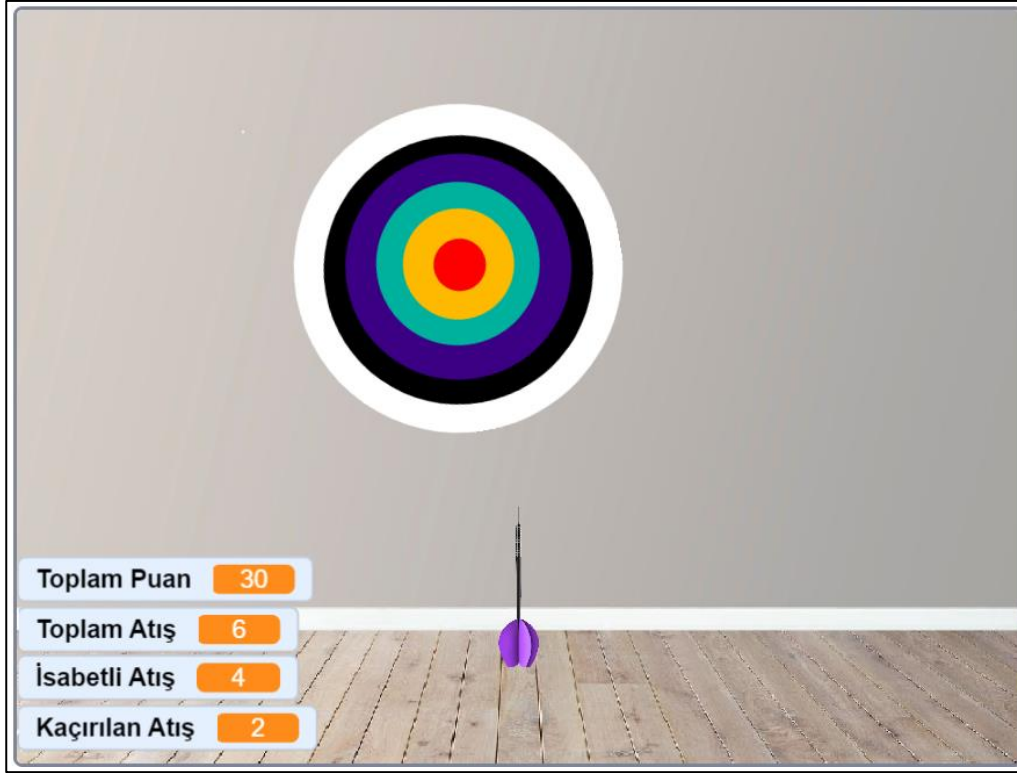 Toplam Puan 30
Toplam Atış 6
İsabetli Atış 4
Kaçırılan Atış 2